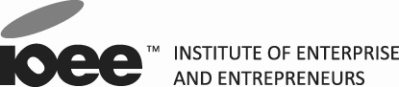 ioee™
INSTITUTE OF ENTERPRISE
AND ENTREPRENEURS